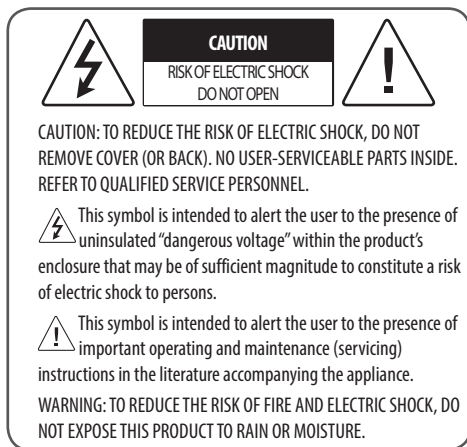 CAUTION
RISK OF ELECTRIC SHOCK
DO NOT OPEN
CAUTION: TO REDUCE THE RISK OF ELECTRIC SHOCK, DO NOT
REMOVE COVER (OR BACK). NO USER-SERVICEABLE PARTS INSIDE.
REFER TO QUALIFIED SERVICE PERSONNEL.
This symbol is intended to alert the user to the presence of
uninsulated “dangerous voltage” within the product’s
enclosure that may be of sufficient magnitude to constitute a risk
of electric shock to persons.
This symbol is intended to alert the user to the presence of
important operating and maintenance (servicing)
instructions in the literature accompanying the appliance.
WARNING: TO REDUCE THE RISK OF FIRE AND ELECTRIC SHOCK, DO
NOT EXPOSE THIS PRODUCT TO RAIN OR MOISTURE.